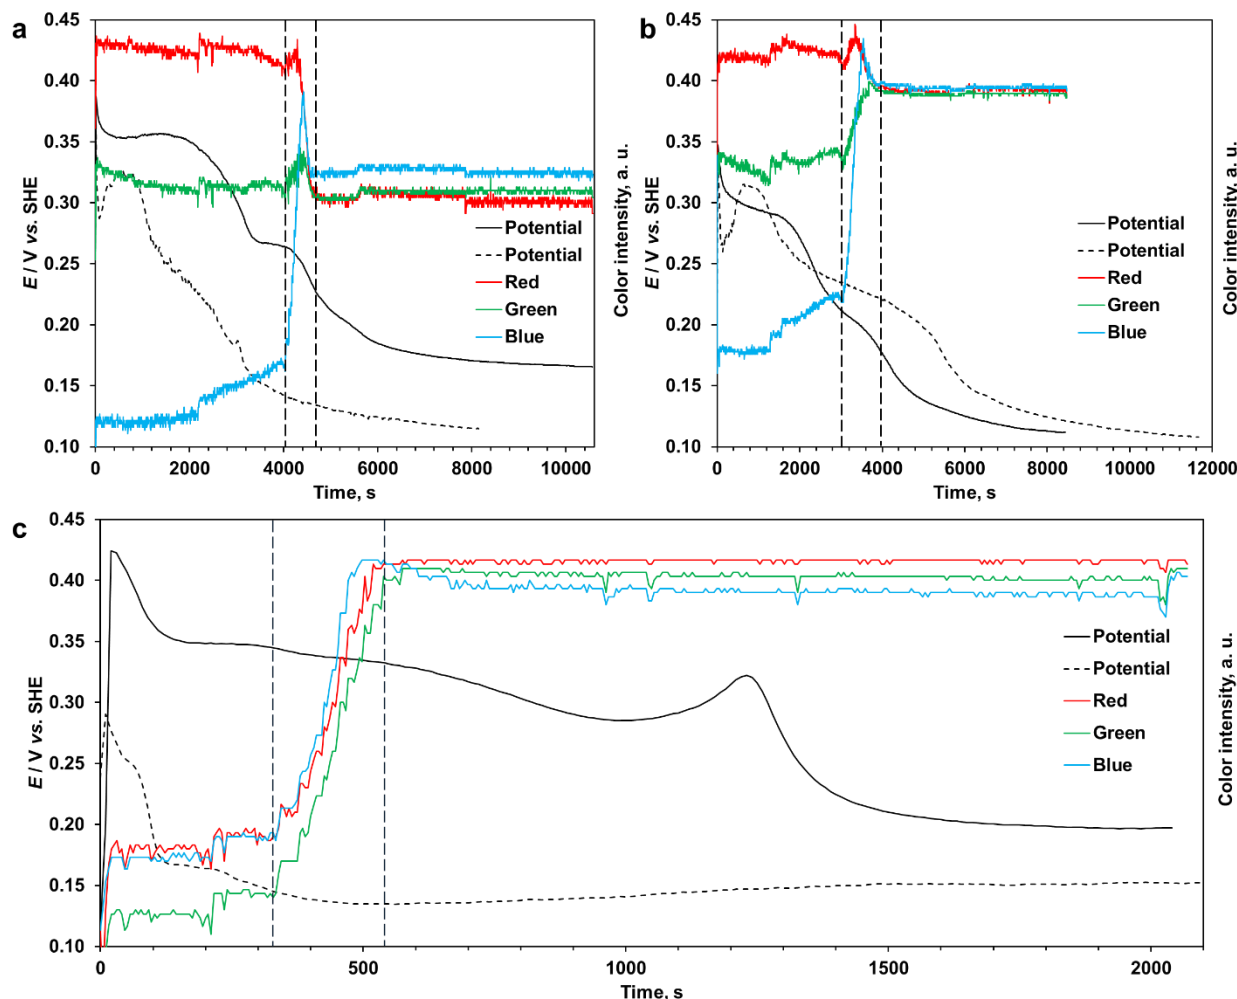 a
0.45
0.40
0.35
0.30
0.25
0.20
0.15
0.10
E / V vs. SHE
0
2000
4000
6000
8000
10000
Time, s
Color intensity, a. u.
Potential
Potential
Red
Green
Blue
b
0.45
0.40
0.35
0.30
0.25
0.20
0.15
0.10
E / V vs. SHE
0
2000
4000
6000
8000
10000
12000
Time, s
Color intensity, a. u.
Potential
Potential
Red
Green
Blue
c
0.45
0.40
0.35
0.30
0.25
0.20
0.15
0.10
E / V vs. SHE
0
500
1000
1500
2000
Time, s
Color intensity, a. u.
Potential
Potential
Red
Green
Blue